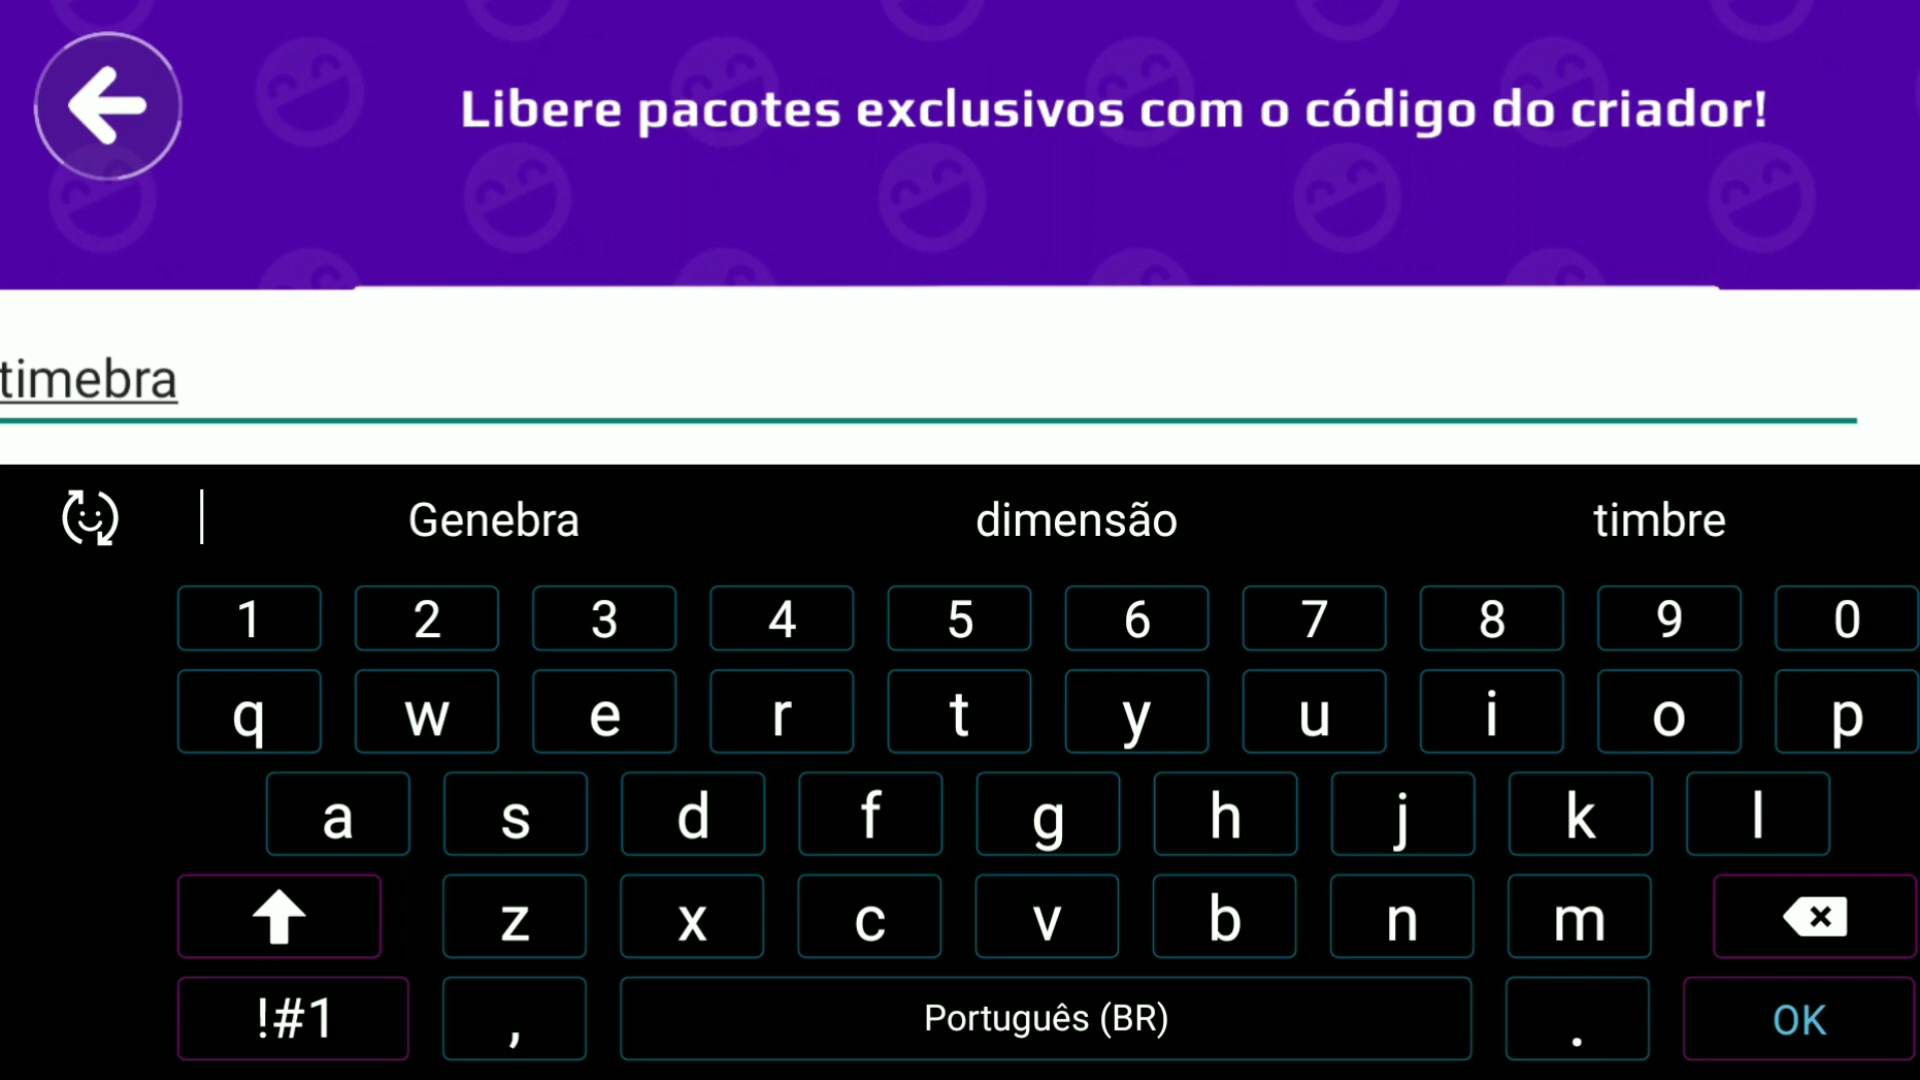 Libere pacotes exclusivos com o código do criador!
timebra
Genebra dimensão timbre
1 2 3 4 5 6 7 8 9 0
q w e r t y u i o p
a s d f g h j k l
z x c v b n m
!#1 , Português (BR) . OK